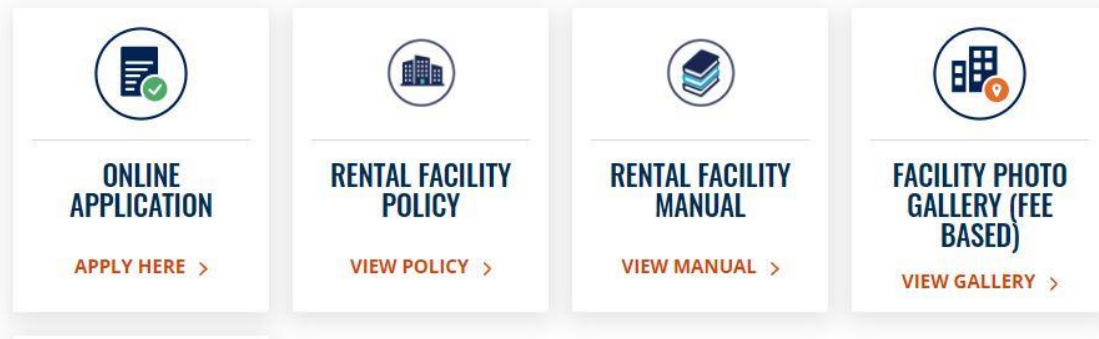 ONLINE
APPLICATION
APPLY HERE >
RENTAL FACILITY
POLICY
VIEW POLICY >
RENTAL FACILITY
MANUAL
VIEW MANUAL >
FACILITY PHOTO
GALLERY (FEE
BASED)
VIEW GALLERY >